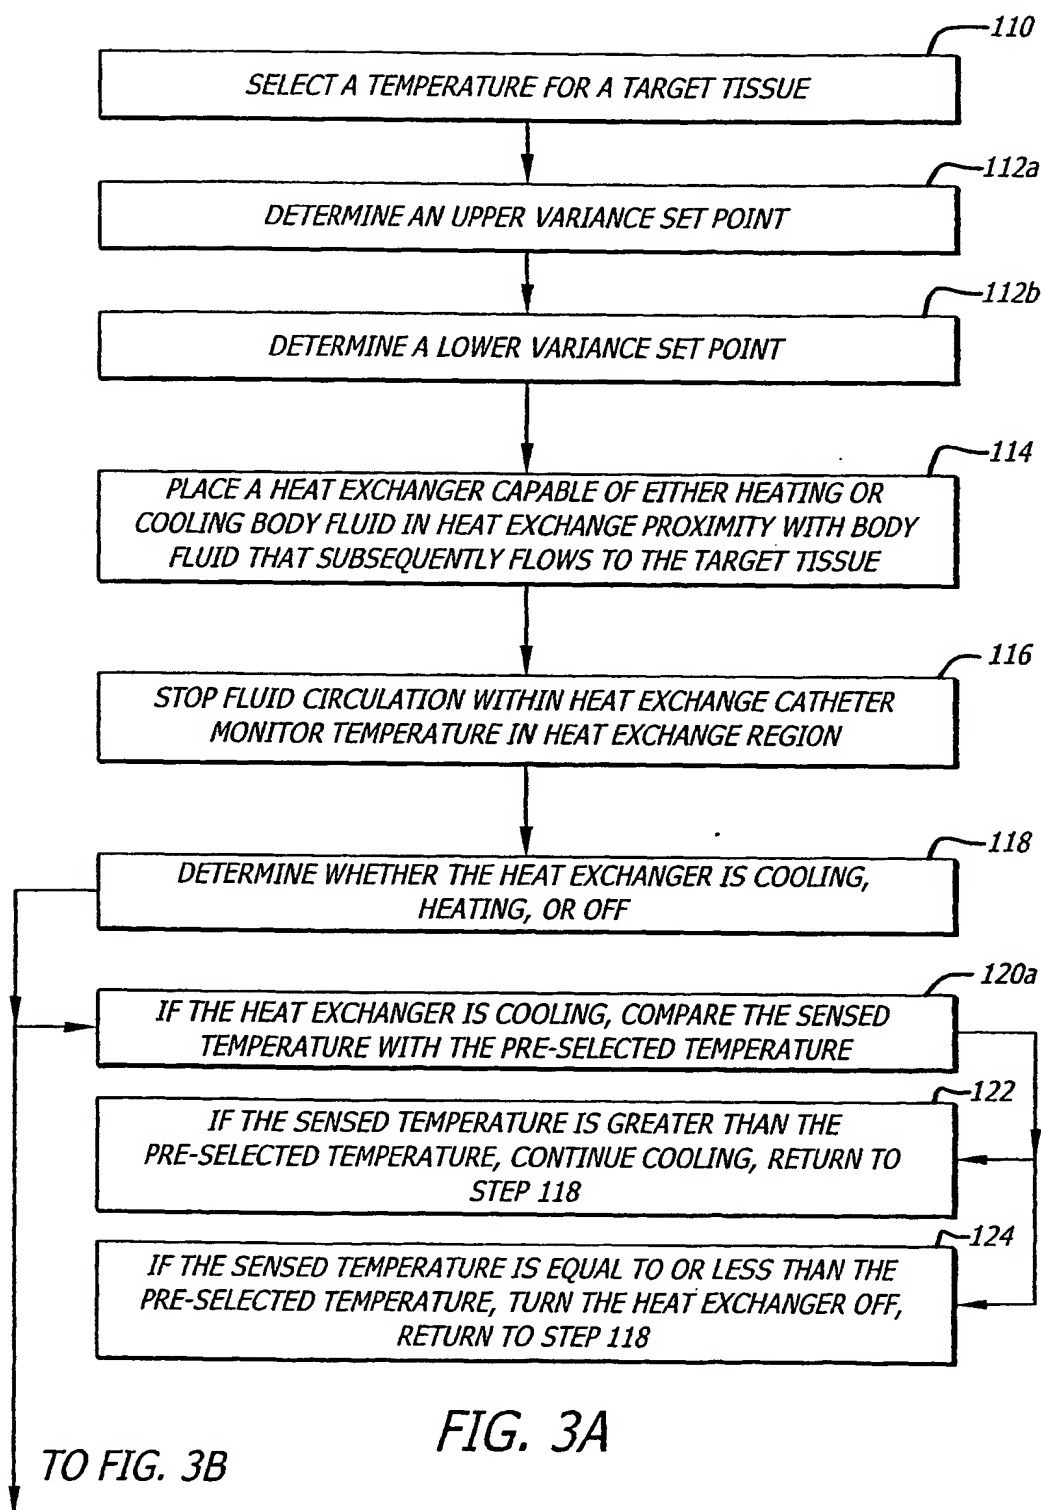 110
SELECT A TEMPERATURE FOR A TARGET TISSUE
112a
DETERMINE AN UPPER VARIANCE SET POINT
112b
DETERMINE A LOWER VARIANCE SET POINT
114
PLACE A HEAT EXCHANGER CAPABLE OF EITHER HEATING OR
COOLING BODY FLUID IN HEAT EXCHANGE PROXIMITY WITH BODY
FLUID THAT SUBSEQUENTLY FLOWS TO THE TARGET TISSUE
116
STOP FLUID CIRCULATION WITHIN HEAT EXCHANGE CATHETER
MONITOR TEMPERATURE IN HEAT EXCHANGE REGION
118
DETERMINE WHETHER THE HEAT EXCHANGER IS COOLING,
HEATING, OR OFF
120a
IF THE HEAT EXCHANGER IS COOLING, COMPARE THE SENSED
TEMPERATURE WITH THE PRE-SELECTED TEMPERATURE
122
IF THE SENSED TEMPERATURE IS GREATER THAN THE
PRE-SELECTED TEMPERATURE, CONTINUE COOLING, RETURN TO
STEP 118
124
IF THE SENSED TEMPERATURE IS EQUAL TO OR LESS THAN THE
PRE-SELECTED TEMPERATURE, TURN THE HEAT EXCHANGER OFF,
RETURN TO STEP 118
FIG. 3A
TO FIG. 3B